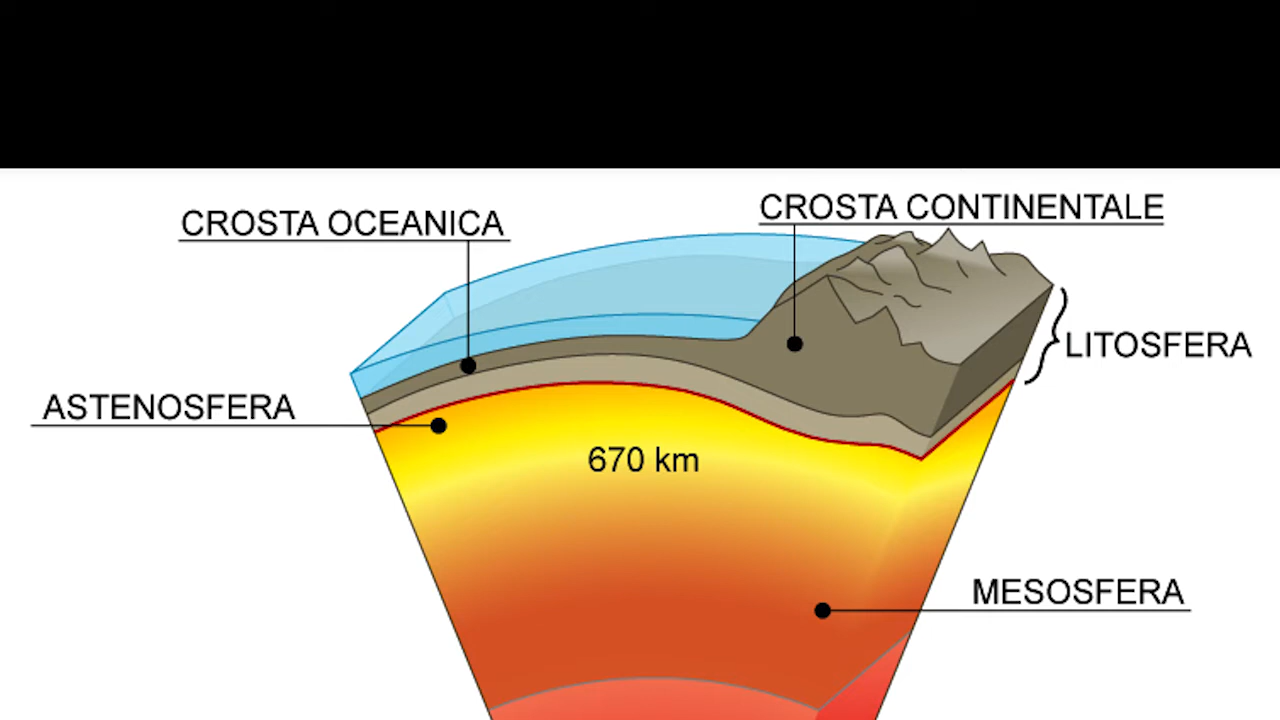 CROSTA OCEANICA
CROSTA CONTINENTALE
LITOSFERA
ASTENOSFERA
670 km
MESOSFERA